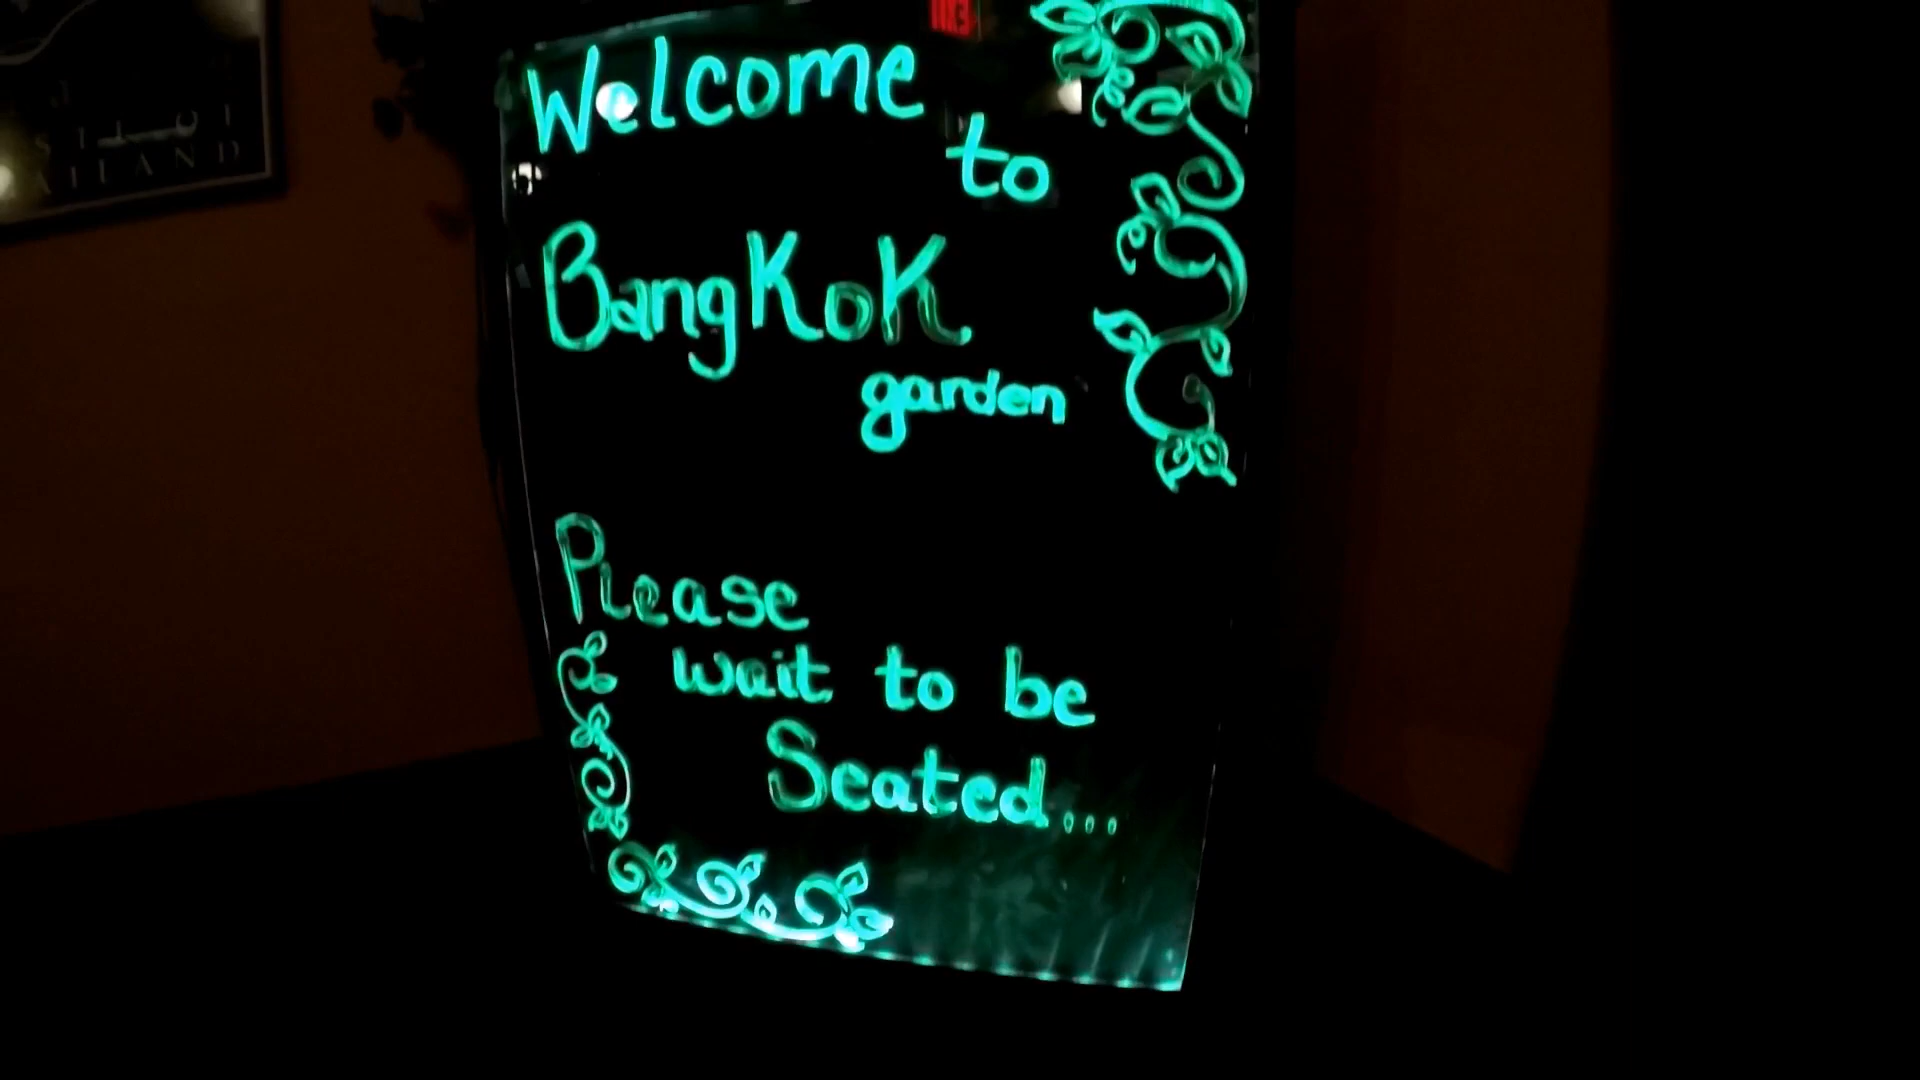 Welcome
to
BangKoK
garden
Please
wait to be
Seated...